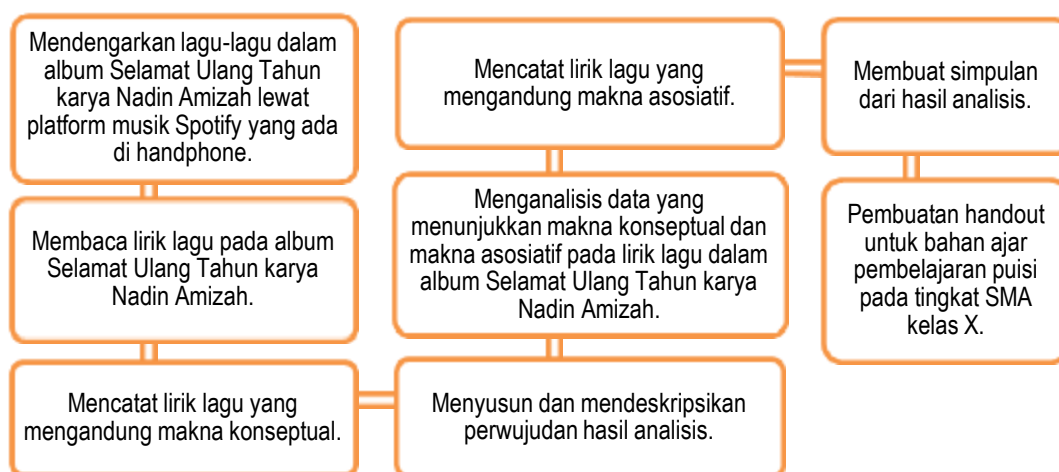 Mendengarkan lagu-lagu dalam
album Selamat Ulang Tahun
karya Nadin Amizah lewat
platform musik Spotify yang ada
di handphone.
Membaca lirik lagu pada album
Selamat Ulang Tahun karya
Nadin Amizah.
Mencatat lirik lagu yang
mengandung makna konseptual.
Menyusun dan mendeskripsikan
perwujudan hasil analisis.
Menganalisis data yang
menunjukkan makna konseptual dan
makna asosiatif pada lirik lagu dalam
album Selamat Ulang Tahun karya
Nadin Amizah.
Mencatat lirik lagu yang
mengandung makna asosiatif.
Membuat simpulan
dari hasil analisis.
Pembuatan handout
untuk bahan ajar
pembelajaran puisi
pada tingkat SMA
kelas X.